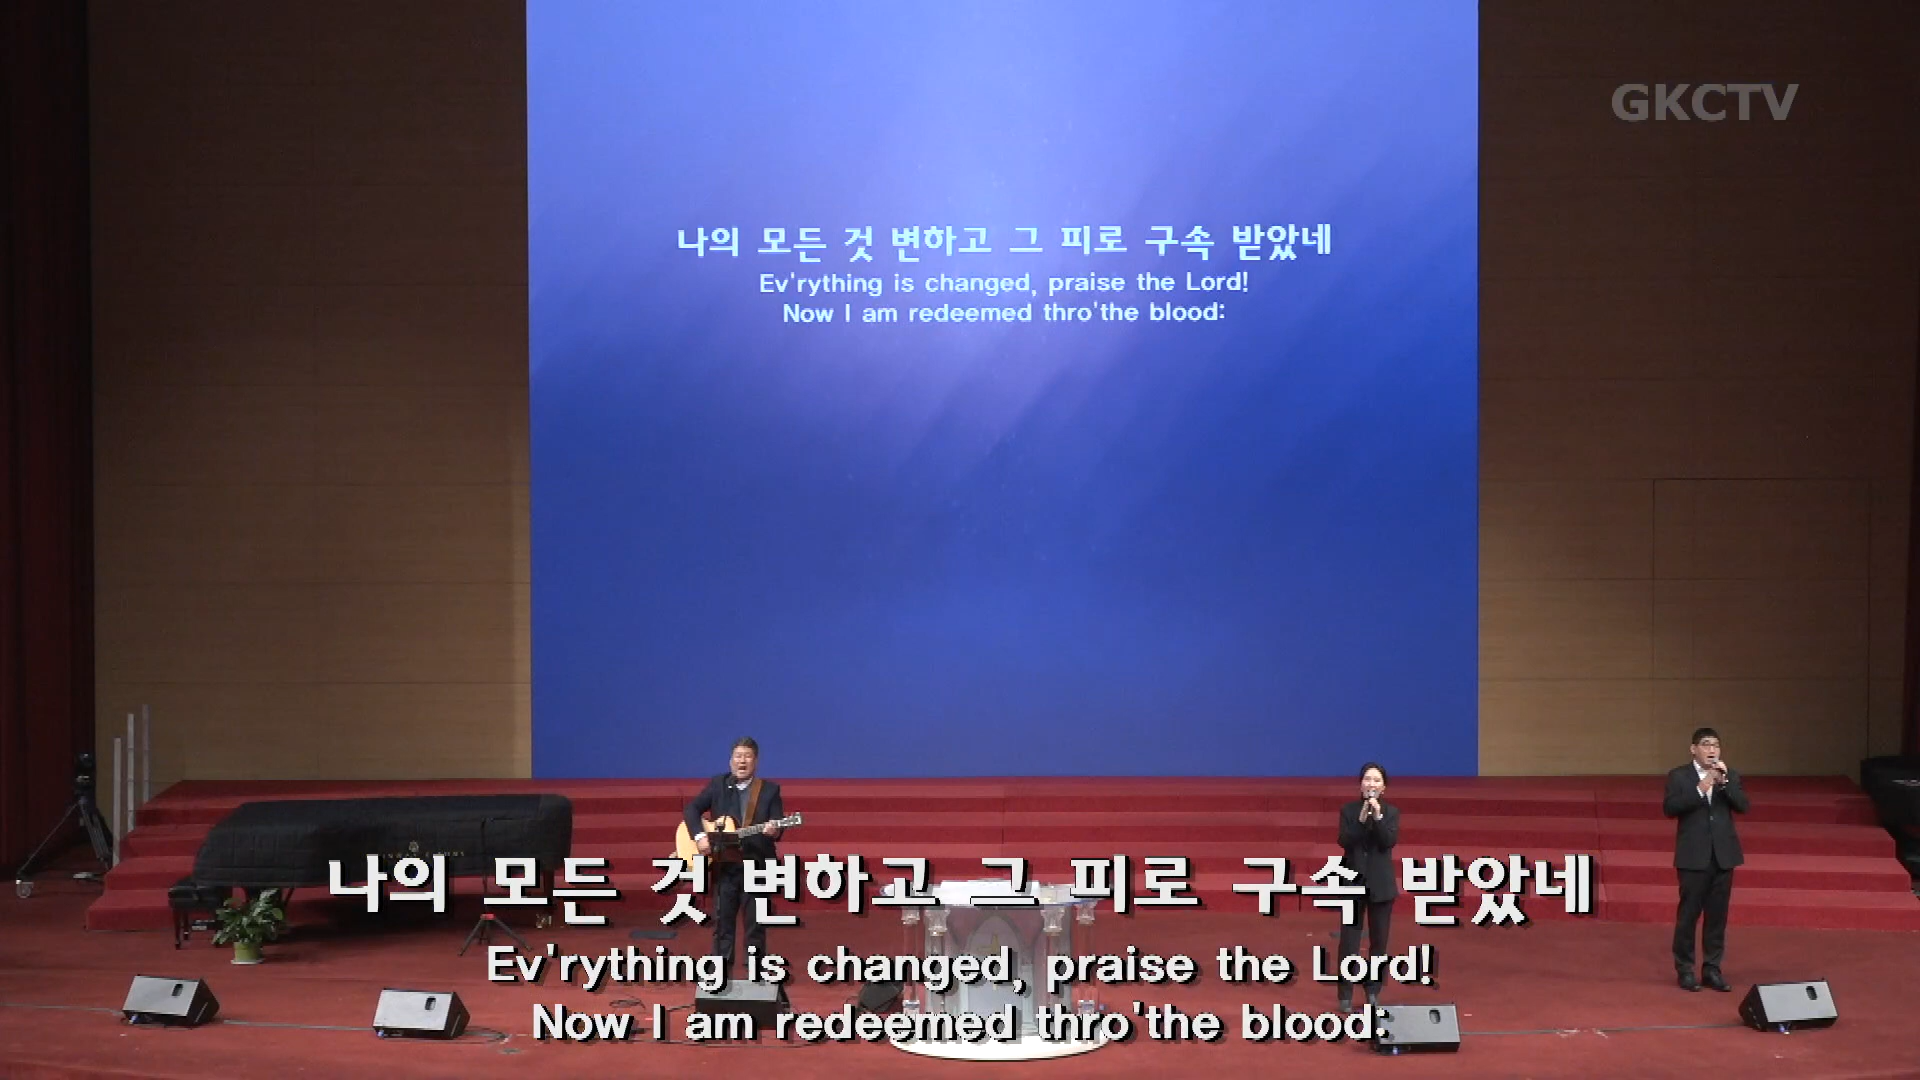 GKCTV
나의 모든 것 변하고 그 피로 구속 받았네
Ev'rything is changed, praise the Lord!
Now I am redeemed thro'the blood:
나의 모든 것 변하고 그 피로 구속 받았네
Ev'rything is changed, praise the Lord!
Now I am redeemed thro'the blood: